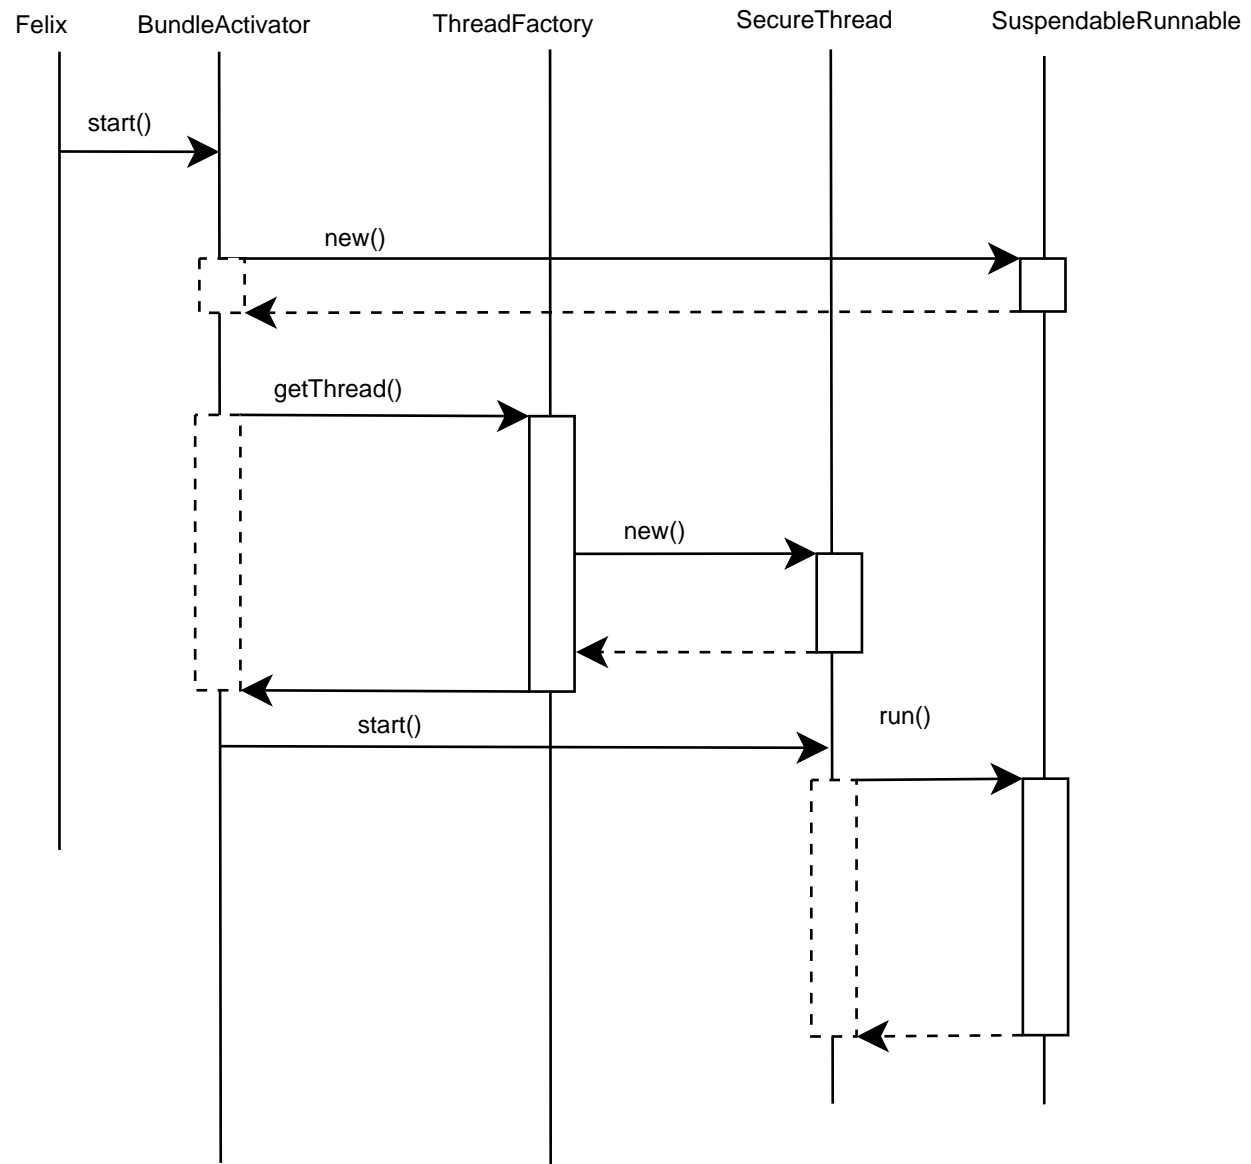 Felix
BundleActivator
ThreadFactory
SecureThread
SuspendableRunnable
start()
new()
getThread()
new()
start()
run()